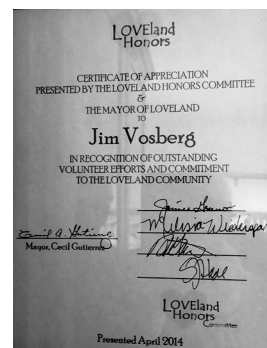 LOVEland
Honors
CERTIFICATE OF APPRECIATION
PRESENTED BY THE LOVELAND HONORS COMMITTEE
&
THE MAYOR OF LOVELAND
TO
Jim Vosberg
IN RECOGNITION OF OUTSTANDING
VOLUNTEER EFFORTS AND COMMITMENT
TO THE LOVELAND COMMUNITY
Mayor, Cecil Gutierrez
LOVEland
Honors
Committee
Presented April 2014